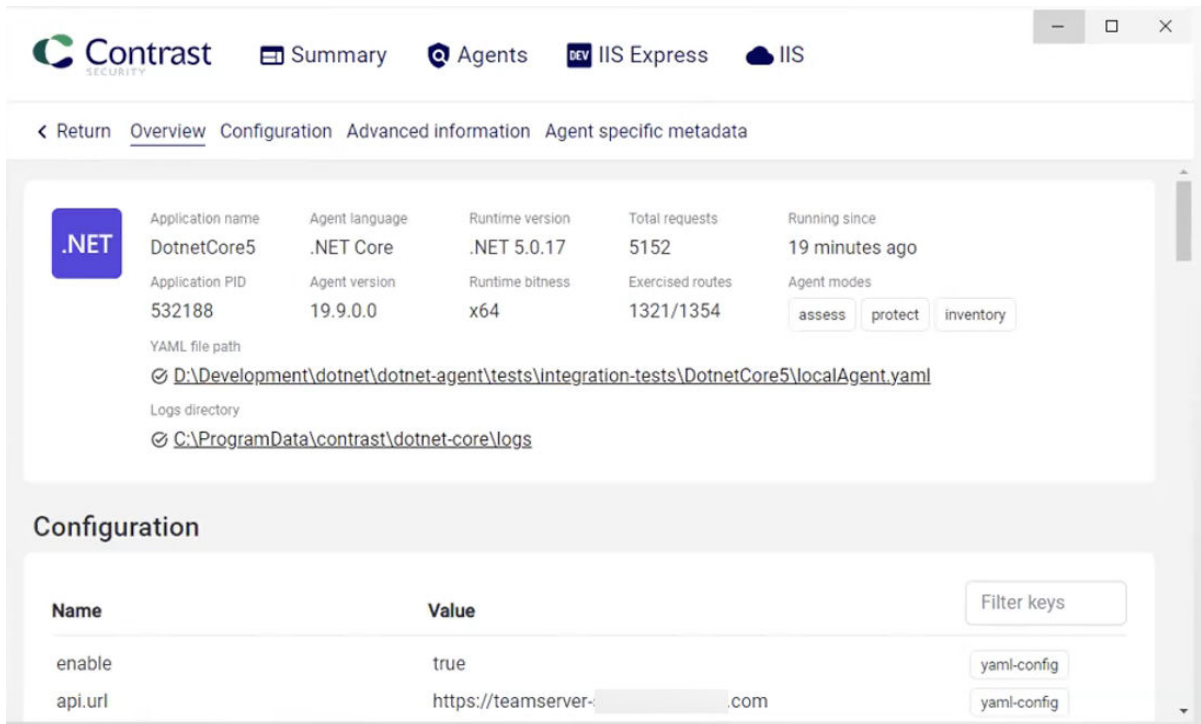 Contrast
SECURITY
Summary
Agents
DEV IIS Express
IIS
Return Overview Configuration Advanced information Agent specific metadata
.NET
Application name Agent language Runtime version Total requests Running since
DotnetCore5 .NET Core .NET 5.0.17 5152 19 minutes ago
Application PID Agent version Runtime bitness Exercised routes Agent modes
532188 19.9.0.0 x64 1321/1354 assess protect inventory
YAML file path
D:\Development\dotnet\dotnet-agent\tests\integration-tests\DotnetCore5\localAgent.yaml
Logs directory
C:\ProgramData\contrast\dotnet-core\logs
Configuration
Name Value Filter keys
enable true yaml-config
api.url https://teamserver- .com yaml-config